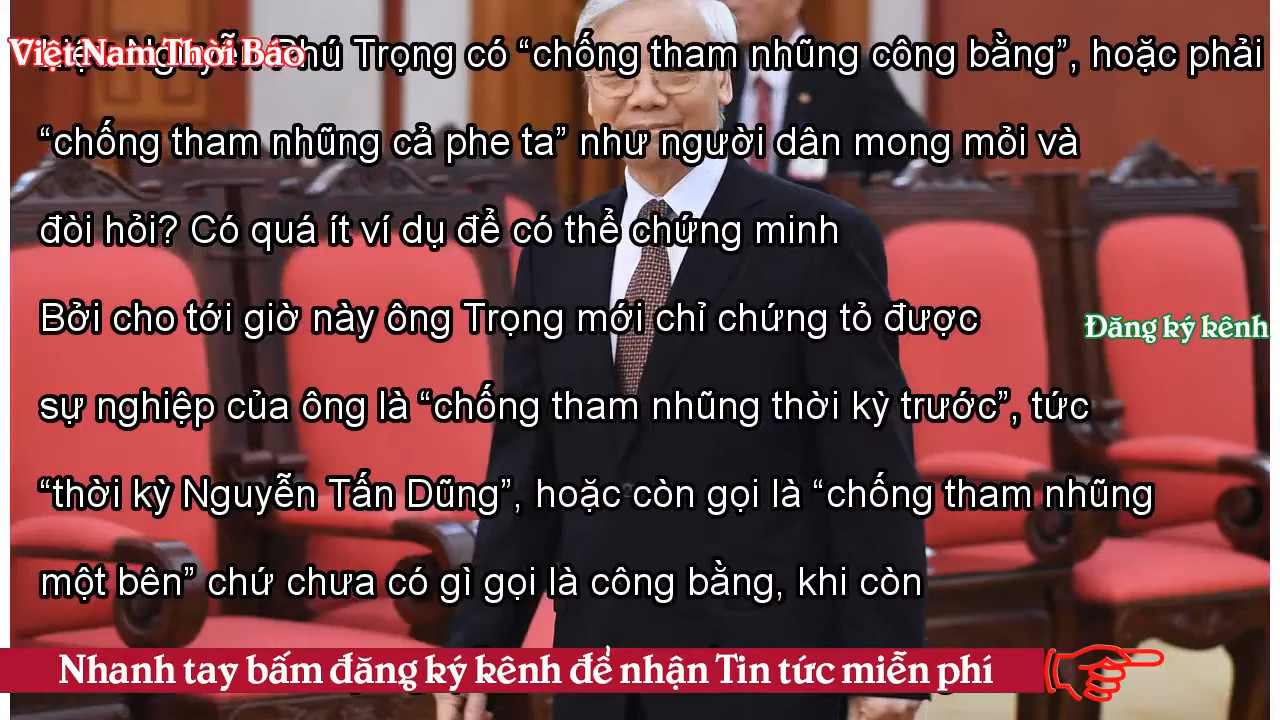 Việt Nam Thời Báo
Nguyễn Phú Trọng có “chống tham nhũng công bằng”, hoặc phải
“chống tham nhũng cả phe ta” như người dân mong mỏi và
đòi hỏi? Có quá ít ví dụ để có thể chứng minh
Bởi cho tới giờ này ông Trọng mới chỉ chứng tỏ được
Đăng ký kênh
sự nghiệp của ông là “chống tham nhũng thời kỳ trước”, tức
“thời kỳ Nguyễn Tấn Dũng”, hoặc còn gọi là “chống tham nhũng
một bên” chứ chưa có gì gọi là công bằng, khi còn
Nhanh tay bấm đăng ký kênh để nhận Tin tức miễn phí